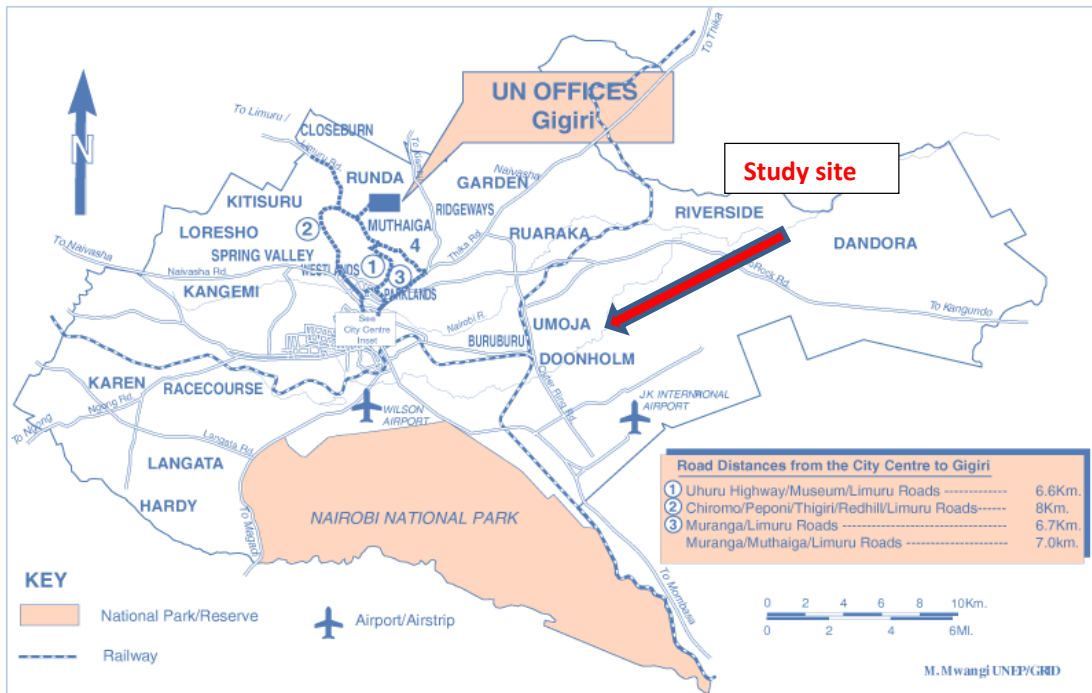 To Thika
UN OFFICES
Gigiri
To Limuru /
CLOSEBURN
Limuru Rd.
N
Study site
RUNDA
GARDEN
Naivasha
KITISURU
RIDGEWAYS
RIVERSIDE
LORESHO
2
MUTHAIGA
4
RUARAKA
DANDORA
To Naivasha
SPRING VALLEY
Thika Rd.
Naivasha Rd.
WESTLANDS
1
3
PARKLANDS
KANGEMI
Rock Rd.
To Kangundo
See
City Centre
Inset
Nairobi R.
UMOJA
BURUBURU
DOONHOLM
KAREN
RACECOURSE
Outer Ring Rd.
J.K INTERNATIONAL
AIRPORT
WILSON
AIRPORT
Ngong Rd.
To Ngong
Langata Rd.
LANGATA
HARDY
NAIROBI NATIONAL PARK
To Magadi
To Mombasa
Road Distances from the City Centre to Gigiri
1 Uhuru Highway/Museum/Limuru Roads ------------- 6.6Km.
2 Chiromo/Peponi/Thigiri/Redhill/Limuru Roads------ 8Km.
3 Muranga/Limuru Roads ----------------------- 6.7Km
Muranga/Muthaiga/Limuru Roads ------------------ 7.0km.
KEY
National Park/Reserve
Airport/Airstrip
Railway
0 2 4 6 8 10Km.
0 2 4 6Ml.
M. Mwangi UNEP/GRID